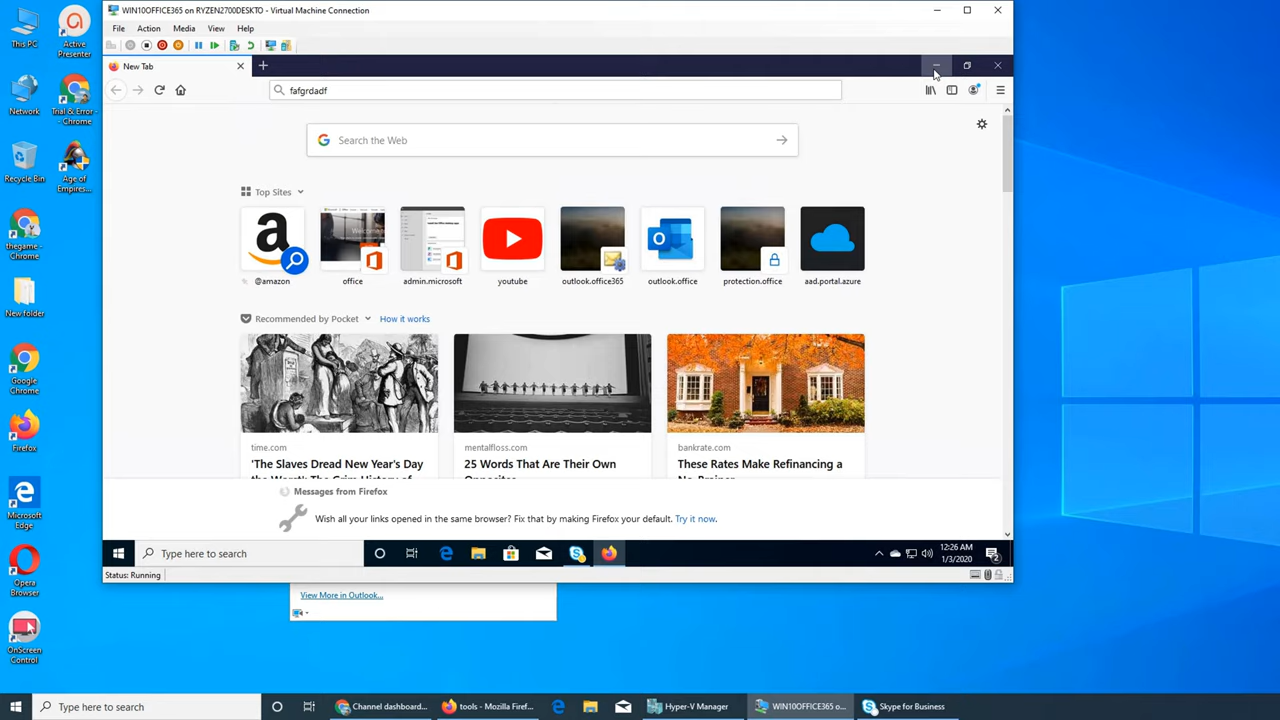 This PC
Active
Presenter
Network
Trial & Error
- Chrome
Recycle Bin
Age of
Empires...
thegame -
Chrome
New folder
Google
Chrome
Firefox
Microsoft
Edge
Opera
Browser
OnScreen
Control
WIN10OFFICE365 on RYZEN2700DESKTO - Virtual Machine Connection
File Action Media View Help
New Tab
fafgrdadf
Search the Web
Top Sites
@amazon office admin.microsoft youtube outlook.office365 outlook.office protection.office aad.portal.azure
Recommended by Pocket How it works
time.com
'The Slaves Dread New Year's Day
mentalfloss.com
25 Words That Are Their Own
bankrate.com
These Rates Make Refinancing a
Messages from Firefox
Wish all your links opened in the same browser? Fix that by making Firefox your default. Try it now.
Type here to search
12:26 AM
1/3/2020
2
Status: Running
View More in Outlook...
Type here to search
Channel dashboard...
tools - Mozilla Firef...
Hyper-V Manager
WIN10OFFICE365 o...
Skype for Business